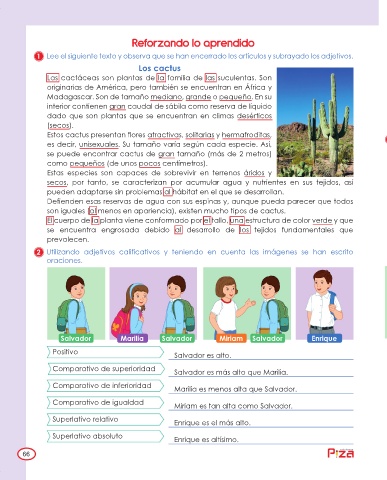 Reforzando lo aprendido
1 Lee el siguiente texto y observa que se han encerrado los artículos y subrayado los adjetivos.
Los cactus
Las cactáceas son plantas de la familia de las suculentas. Son
originarias de América, pero también se encuentran en África y
Madagascar. Son de tamaño mediano, grande o pequeño. En su
interior contienen gran caudal de sábila como reserva de líquido
dado que son plantas que se encuentran en climas desérticos
(secos).
Estos cactus presentan flores atractivas, solitarias y hermafroditas,
es decir, unisexuales. Su tamaño varía según cada especie. Así,
se puede encontrar cactus de gran tamaño (más de 2 metros)
como pequeños (de unos pocos centímetros).
Estas especies son capaces de sobrevivir en terrenos áridos y
secos, por tanto, se caracterizan por acumular agua y nutrientes en sus tejidos, así
pueden adaptarse sin problemas al hábitat en el que se desarrollan.
Defienden esas reservas de agua con sus espinas y, aunque pueda parecer que todos
son iguales (al menos en apariencia), existen mucho tipos de cactus.
El cuerpo de la planta viene conformado por el tallo, una estructura de color verde y que
se encuentra engrosada debido al desarrollo de los tejidos fundamentales que
prevalecen.
2 Utilizando adjetivos calificativos y teniendo en cuenta las imágenes se han escrito
oraciones.
Salvador Marilia Salvador Miriam Salvador Enrique
Positivo Salvador es alto.
Comparativo de superioridad Salvador es más alto que Marilia.
Comparativo de inferioridad Marilia es menos alta que Salvador.
Comparativo de igualdad Miriam es tan alta como Salvador.
Superlativo relativo Enrique es el más alto.
Superlativo absoluto Enrique es altísimo.
66 Piza